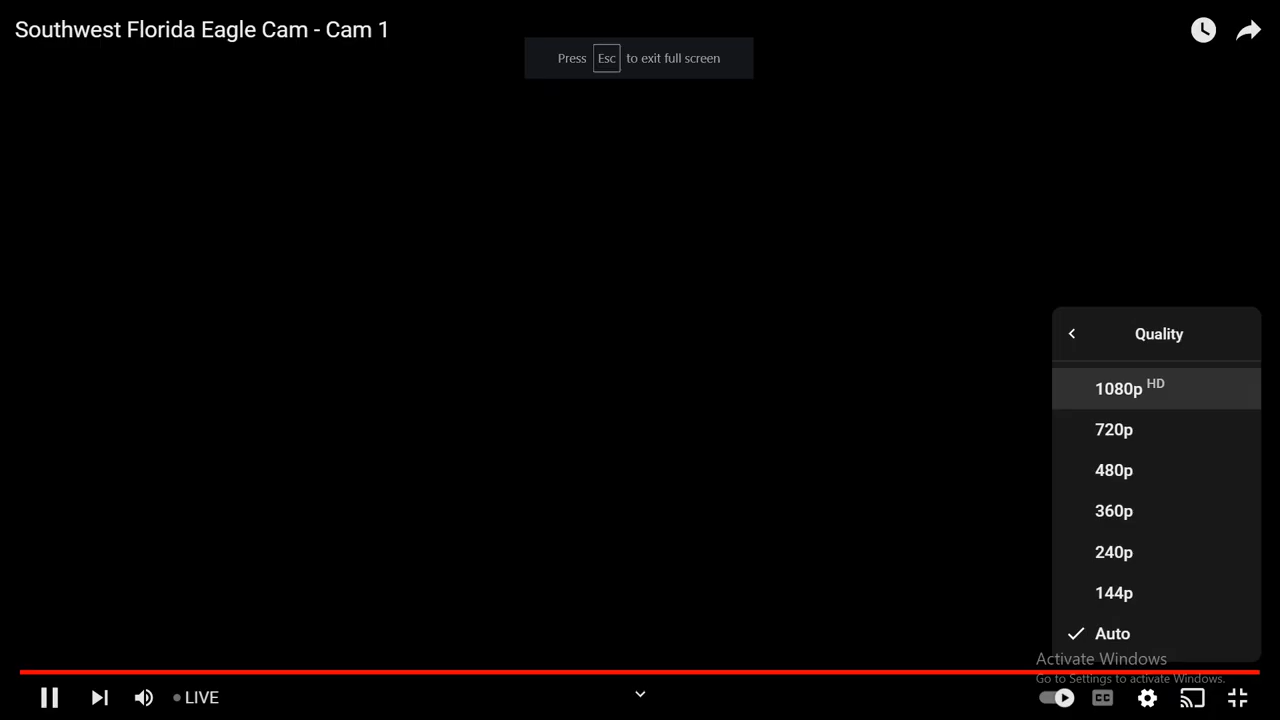 Southwest Florida Eagle Cam - Cam 1
Press Esc to exit full screen
Quality
1080p HD
720p
480p
360p
240p
144p
Auto
Activate Windows
Go to Settings to activate Windows.
LIVE
CC